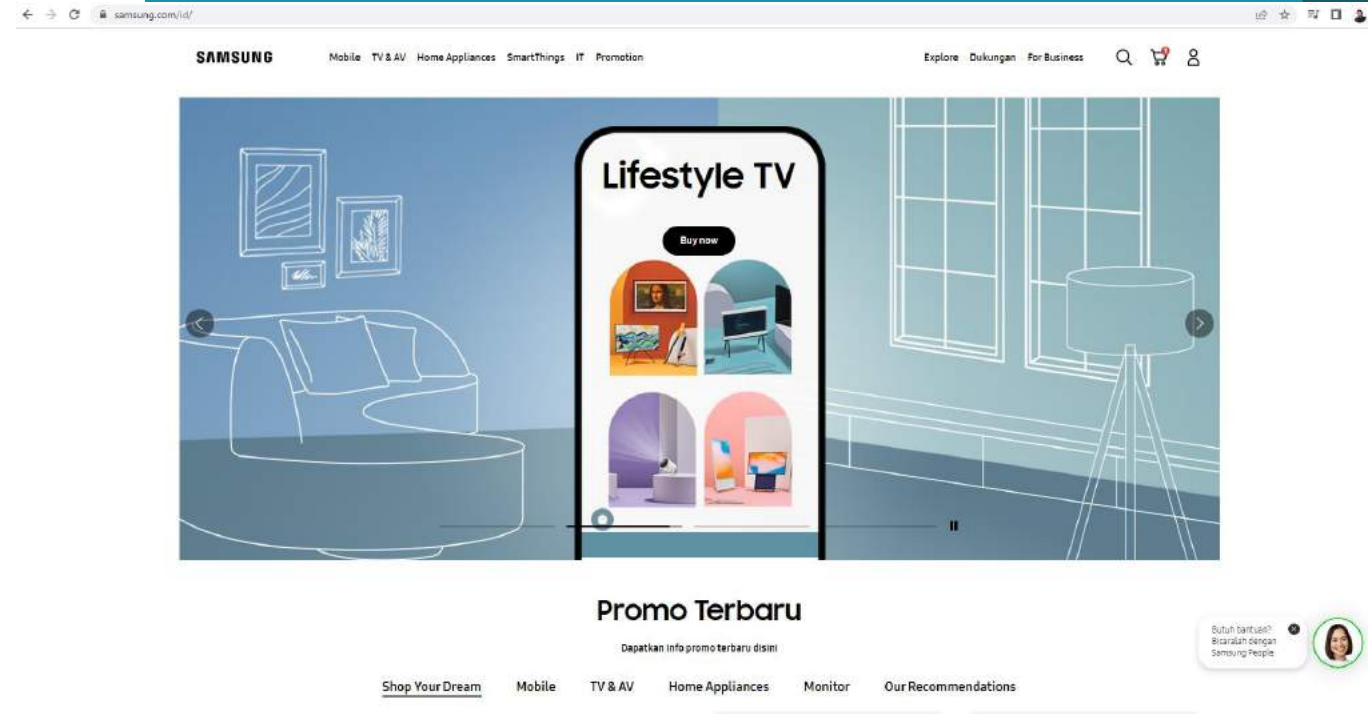 samsung.com/id/
SAMSUNG Mobile TV & AV Home Appliances SmartThings IT Promotion Explore Dukungan For Business
Lifestyle TV
Buy now
Promo Terbaru
Dapatkan info promo terbaru disini
Butuh bantuan?
Bicaralah dengan
Samsung People
Shop Your Dream Mobile TV & AV Home Appliances Monitor Our Recommendations